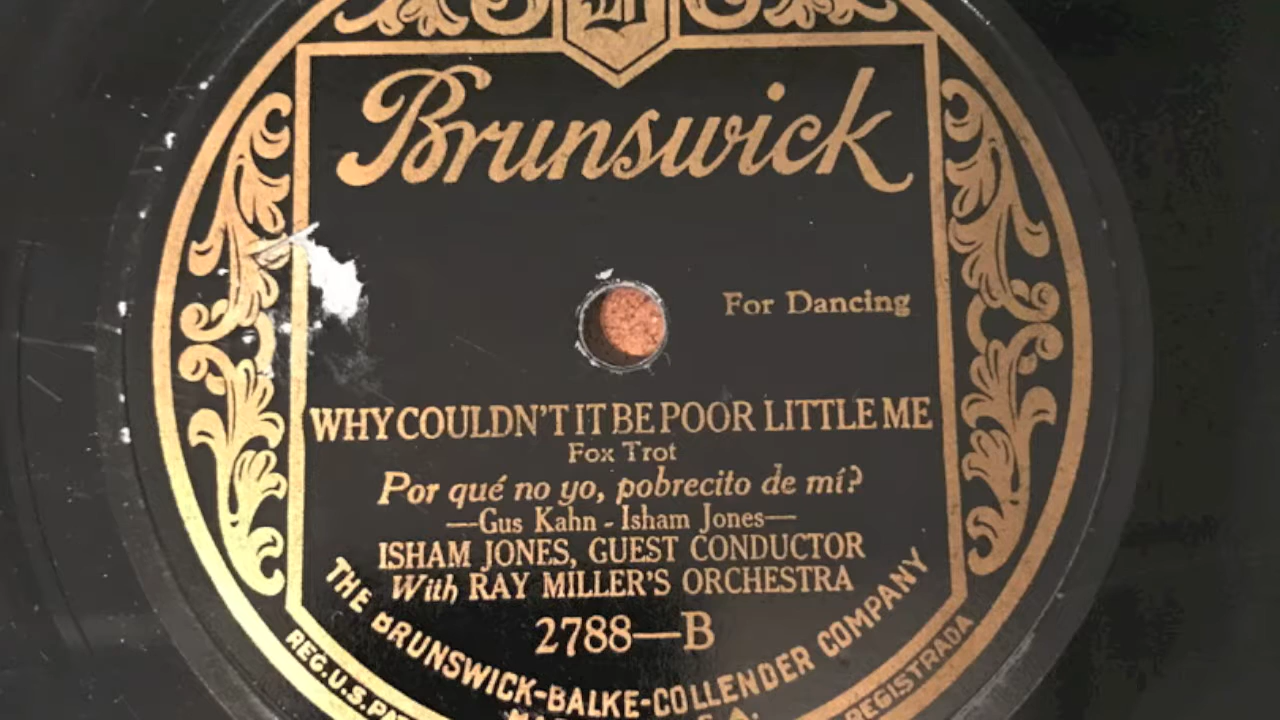 Brunswick
For Dancing
WHY COULDN'T IT BE POOR LITTLE ME
Fox Trot
Por qué no yo, pobrecito de mí?
—Gus Kahn - Isham Jones—
ISHAM JONES, GUEST CONDUCTOR
With RAY MILLER'S ORCHESTRA
2788—B
THE BRUNSWICK-BALKE-COLLENDER COMPANY
REG. U.S. PAT
REGISTRADA